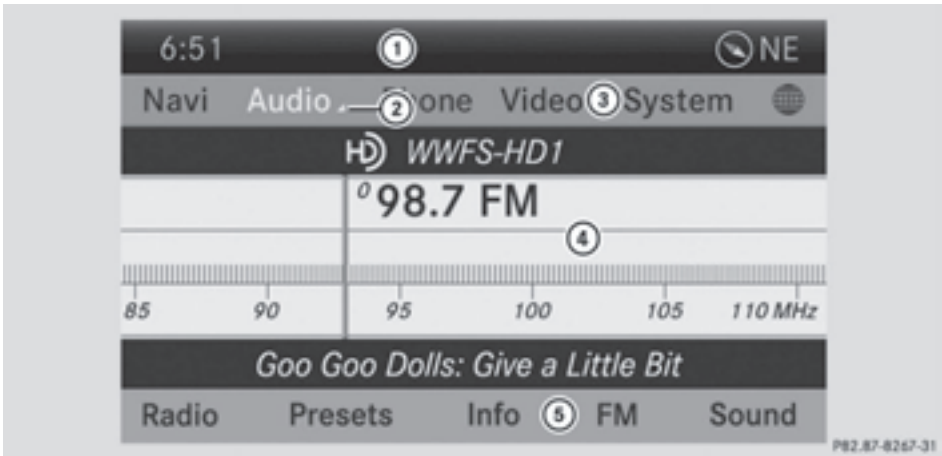 6:51 1 NE
Navi Audio 2 Phone Video 3 System
HD WWFS-HD1
0 98.7 FM
4
85 90 95 100 105 110 MHz
Goo Goo Dolls: Give a Little Bit
Radio Presets Info 5 FM Sound
P82.87-8267-31